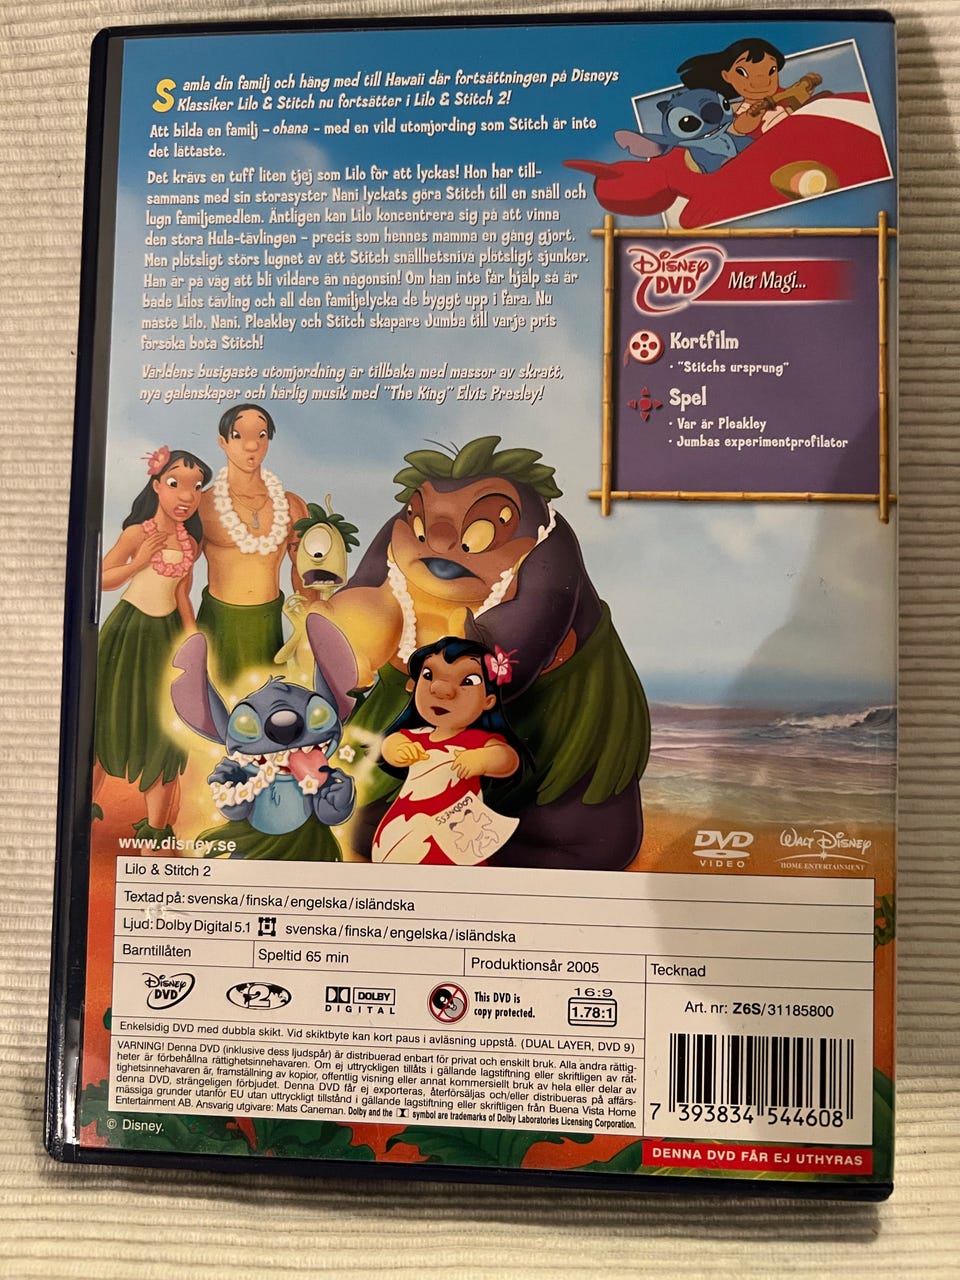 Samla din familj och häng med till Hawaii där fortsättningen på Disneys
Klassiker Lilo & Stitch nu fortsätter i Lilo & Stitch 2!
Att bilda en familj – ohana – med en vild utomjording som Stitch är inte
det lättaste.
Det krävs en tuff liten tjej som Lilo för att lyckas! Hon har till-
sammans med sin storasyster Nani lyckats göra Stitch till en snäll och
lugn familjemedlem. Äntligen kan Lilo koncentrera sig på att vinna
den stora Hula-tävlingen – precis som hennes mamma en gång gjort.
Men plötsligt störs lugnet av att Stitch snällhetsnivå plötsligt sjunker.
Han är på väg att bli vildare än någonsin! Om han inte får hjälp så är
både Lilos tävling och all den familjelycka de byggt upp i fara. Nu
måste Lilo, Nani, Pleakley och Stitch skapare Jumba till varje pris
försöka bota Stitch!
Världens busigaste utomjordning är tillbaka med massor av skratt,
nya galenskaper och härlig musik med "The King" Elvis Presley!
Disney DVD
Mer Magi...
Kortfilm
• "Stitchs ursprung"
Spel
• Var är Pleakley
• Jumbas experimentprofilator
GOODNESS
www.disney.se
DVD VIDEO
Walt Disney HOME ENTERTAINMENT
Lilo & Stitch 2
Textad på: svenska/finska/engelska/isländska
Ljud: Dolby Digital 5.1 svenska/finska/engelska/isländska
Barntillåten
Speltid 65 min
Produktionsår 2005
Tecknad
Disney DVD
2
DOLBY DIGITAL
This DVD is copy protected.
16:9
1.78:1
Art. nr: Z6S/31185800
Enkelsidig DVD med dubbla skikt. Vid skiktbyte kan kort paus i avläsning uppstå. (DUAL LAYER, DVD 9)
VARNING! Denna DVD (inklusive dess ljudspår) är distribuerad enbart för privat och enskilt bruk. Alla andra rättig-
heter är förbehållna rättighetsinnehavaren. Om ej uttryckligen tillåts i gällande lagstiftning eller skriftligen av rät-
tighetsinnehavaren är, framställning av kopior, offentlig visning eller annat kommersiellt bruk av hela eller delar av
denna DVD, strängeligen förbjudet. Denna DVD får ej exporteras, återförsäljas och/eller distribueras på affärs-
mässiga grunder utanför EU utan uttryckligt tillstånd i gällande lagstiftning eller skriftligen från Buena Vista Home
Entertainment AB. Ansvarig utgivare: Mats Caneman. Dolby and the symbol are trademarks of Dolby Laboratories Licensing Corporation.
7 393834 544608
© Disney.
DENNA DVD FÅR EJ UTHYRAS